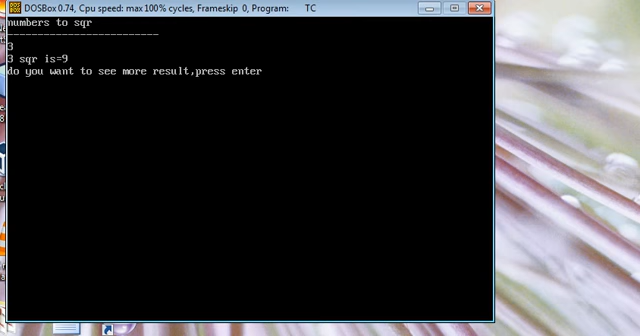 DOSBox 0.74, Cpu speed: max 100% cycles, Frameskip 0, Program: TC
numbers to sqr
--------------------------
3
3 sqr is=9
do you want to see more result,press enter